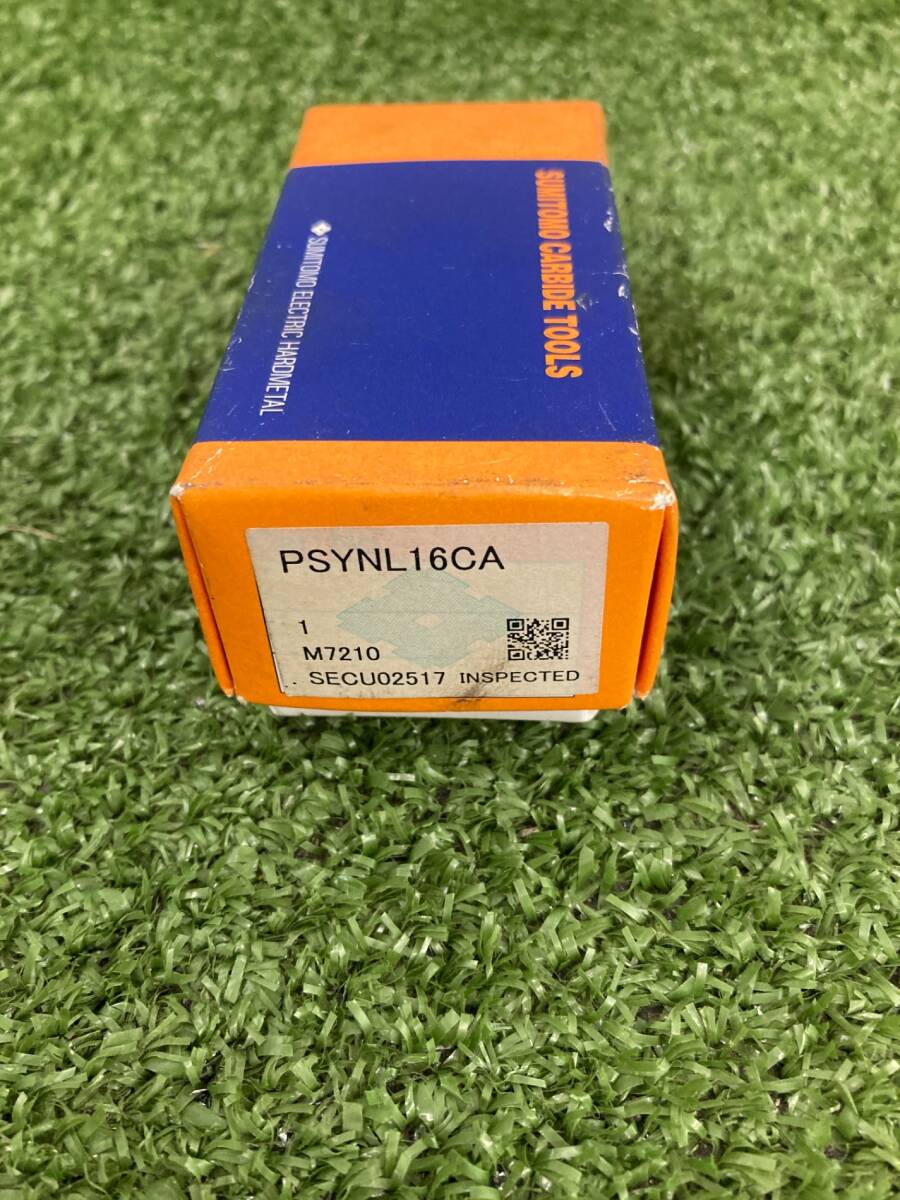 SUMITOMO CARBIDE TOOLS
SUMITOMO ELECTRIC HARDMETAL
PSYNL16CA
1
M7210
. SECU02517 INSPECTED